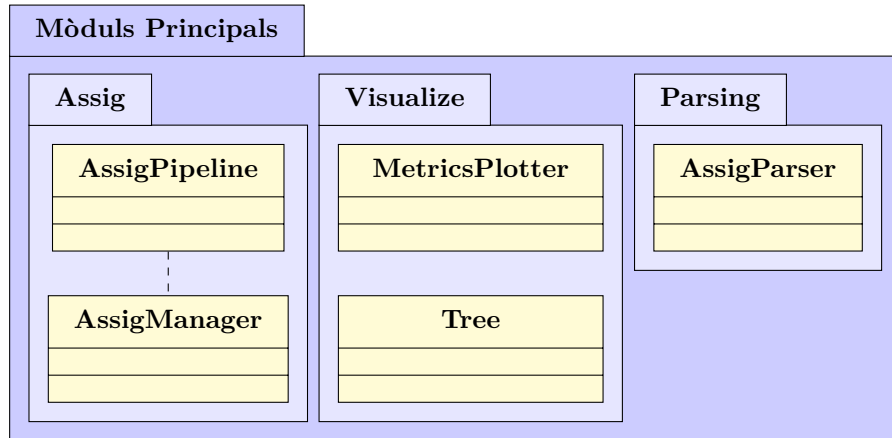 Mòduls Principals
Assig
Visualize
Parsing
AssigPipeline
MetricsPlotter
AssigParser
AssigManager
Tree